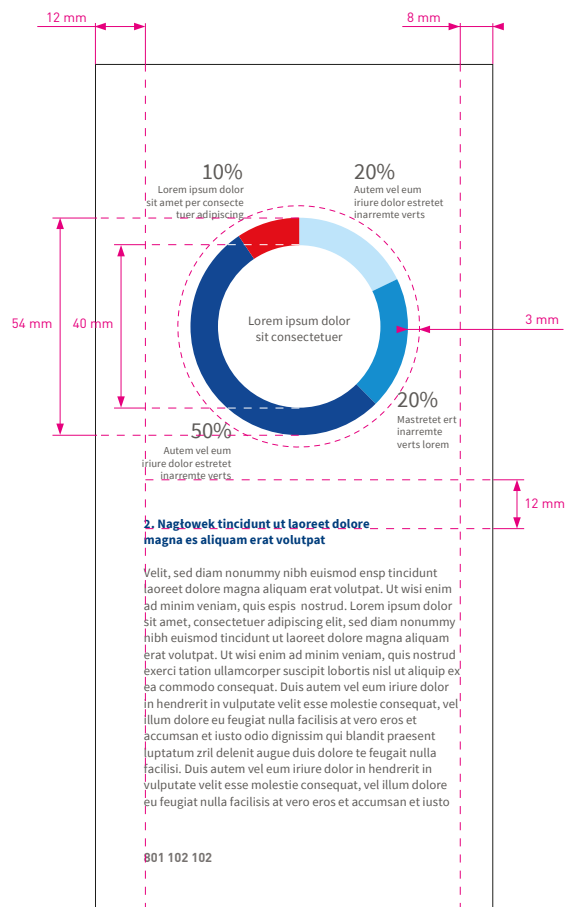 12 mm
8 mm
10%
Lorem ipsum dolor
sit amet per consecte
tuer adipiscing
20%
Autem vel eum
iriure dolor estretet
inarremte verts
54 mm
40 mm
Lorem ipsum dolor
sit consectetuer
3 mm
20%
Mastretet ert
inarremte
verts lorem
50%
Autem vel eum
iriure dolor estretet
inarremte verts
12 mm
2. Nagłowek tincidunt ut laoreet dolore
magna es aliquam erat volutpat
Velit, sed diam nonummy nibh euismod ensp tincidunt
laoreet dolore magna aliquam erat volutpat. Ut wisi enim
ad minim veniam, quis espis nostrud. Lorem ipsum dolor
sit amet, consectetuer adipiscing elit, sed diam nonummy
nibh euismod tincidunt ut laoreet dolore magna aliquam
erat volutpat. Ut wisi enim ad minim veniam, quis nostrud
exerci tation ullamcorper suscipit lobortis nisl ut aliquip ex
ea commodo consequat. Duis autem vel eum iriure dolor
in hendrerit in vulputate velit esse molestie consequat, vel
illum dolore eu feugiat nulla facilisis at vero eros et
accumsan et iusto odio dignissim qui blandit praesent
luptatum zril delenit augue duis dolore te feugait nulla
facilisi. Duis autem vel eum iriure dolor in hendrerit in
vulputate velit esse molestie consequat, vel illum dolore
eu feugiat nulla facilisis at vero eros et accumsan et iusto
801 102 102